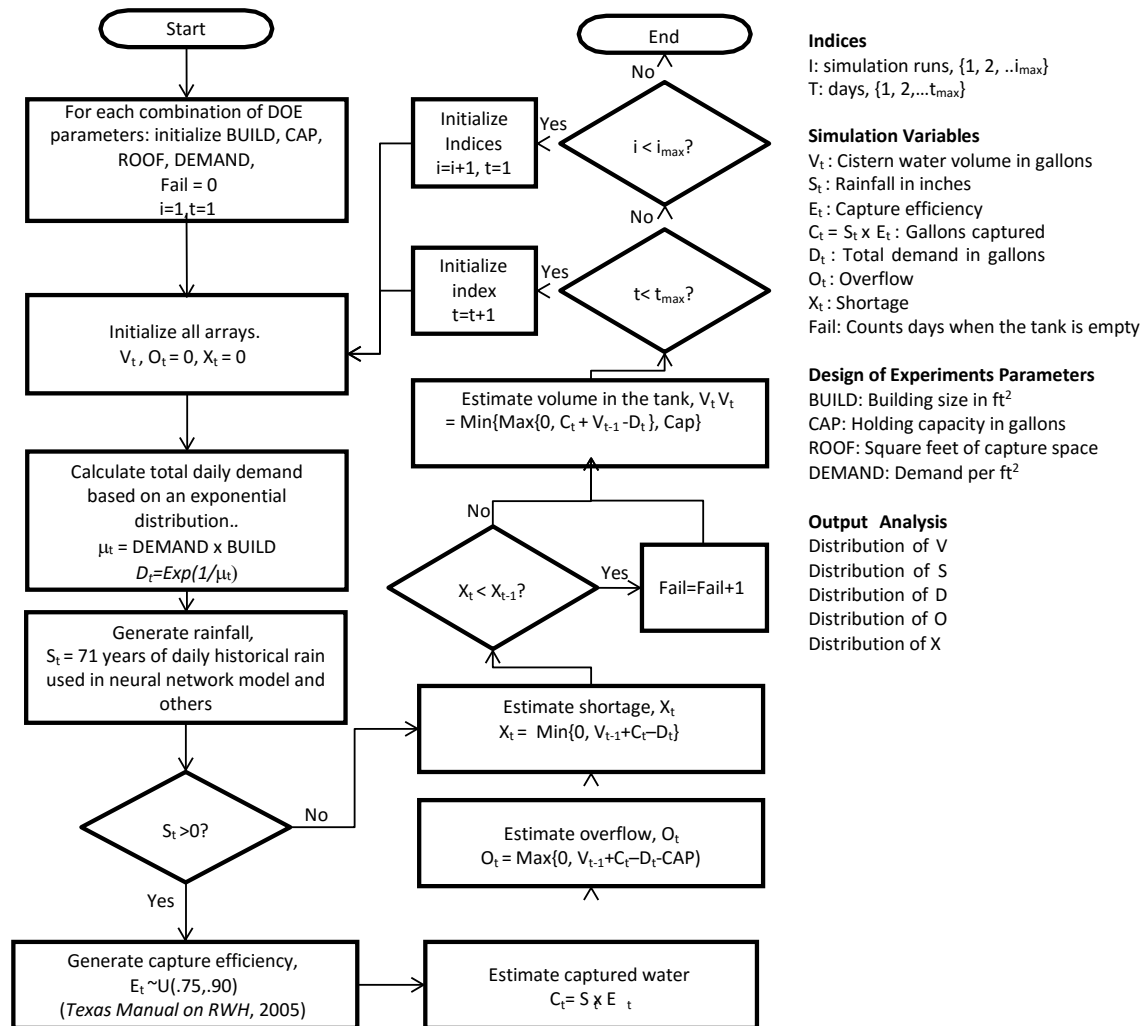 Start
For each combination of DOE
parameters: initialize BUILD, CAP,
ROOF, DEMAND,
Fail = 0
i=1,t=1
Initialize all arrays.
Vt , Ot = 0, Xt = 0
Calculate total daily demand
based on an exponential
distribution..
μt = DEMAND x BUILD
Dt=Exp(1/μt)
Generate rainfall,
St = 71 years of daily historical rain
used in neural network model and
others
St >0?
No
Yes
Generate capture efficiency,
Et ~U(.75,.90)
(Texas Manual on RWH, 2005)
Estimate captured water
Ct= St x E t
Estimate overflow, Ot
Ot = Max{0, Vt-1+Ct–Dt-CAP)
Estimate shortage, Xt
Xt = Min{0, Vt-1+Ct–Dt}
Xt < Xt-1?
Yes
No
Fail=Fail+1
Estimate volume in the tank, Vt Vt
= Min{Max{0, Ct + Vt-1 -Dt }, Cap}
t< tmax?
Yes
Initialize
index
t=t+1
No
i < imax?
Yes
Initialize
Indices
i=i+1, t=1
No
End
Indices
I: simulation runs, {1, 2, ..imax}
T: days, {1, 2,...tmax}
Simulation Variables
Vt : Cistern water volume in gallons
St : Rainfall in inches
Et : Capture efficiency
Ct = St x Et : Gallons captured
Dt : Total demand in gallons
Ot : Overflow
Xt : Shortage
Fail: Counts days when the tank is empty
Design of Experiments Parameters
BUILD: Building size in ft²
CAP: Holding capacity in gallons
ROOF: Square feet of capture space
DEMAND: Demand per ft²
Output Analysis
Distribution of V
Distribution of S
Distribution of D
Distribution of O
Distribution of X